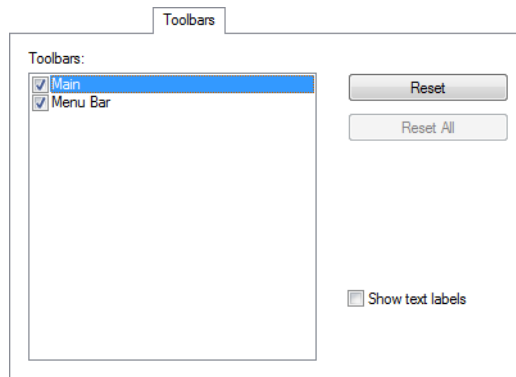 Toolbars
Toolbars:
Main
Menu Bar
Reset
Reset All
Show text labels